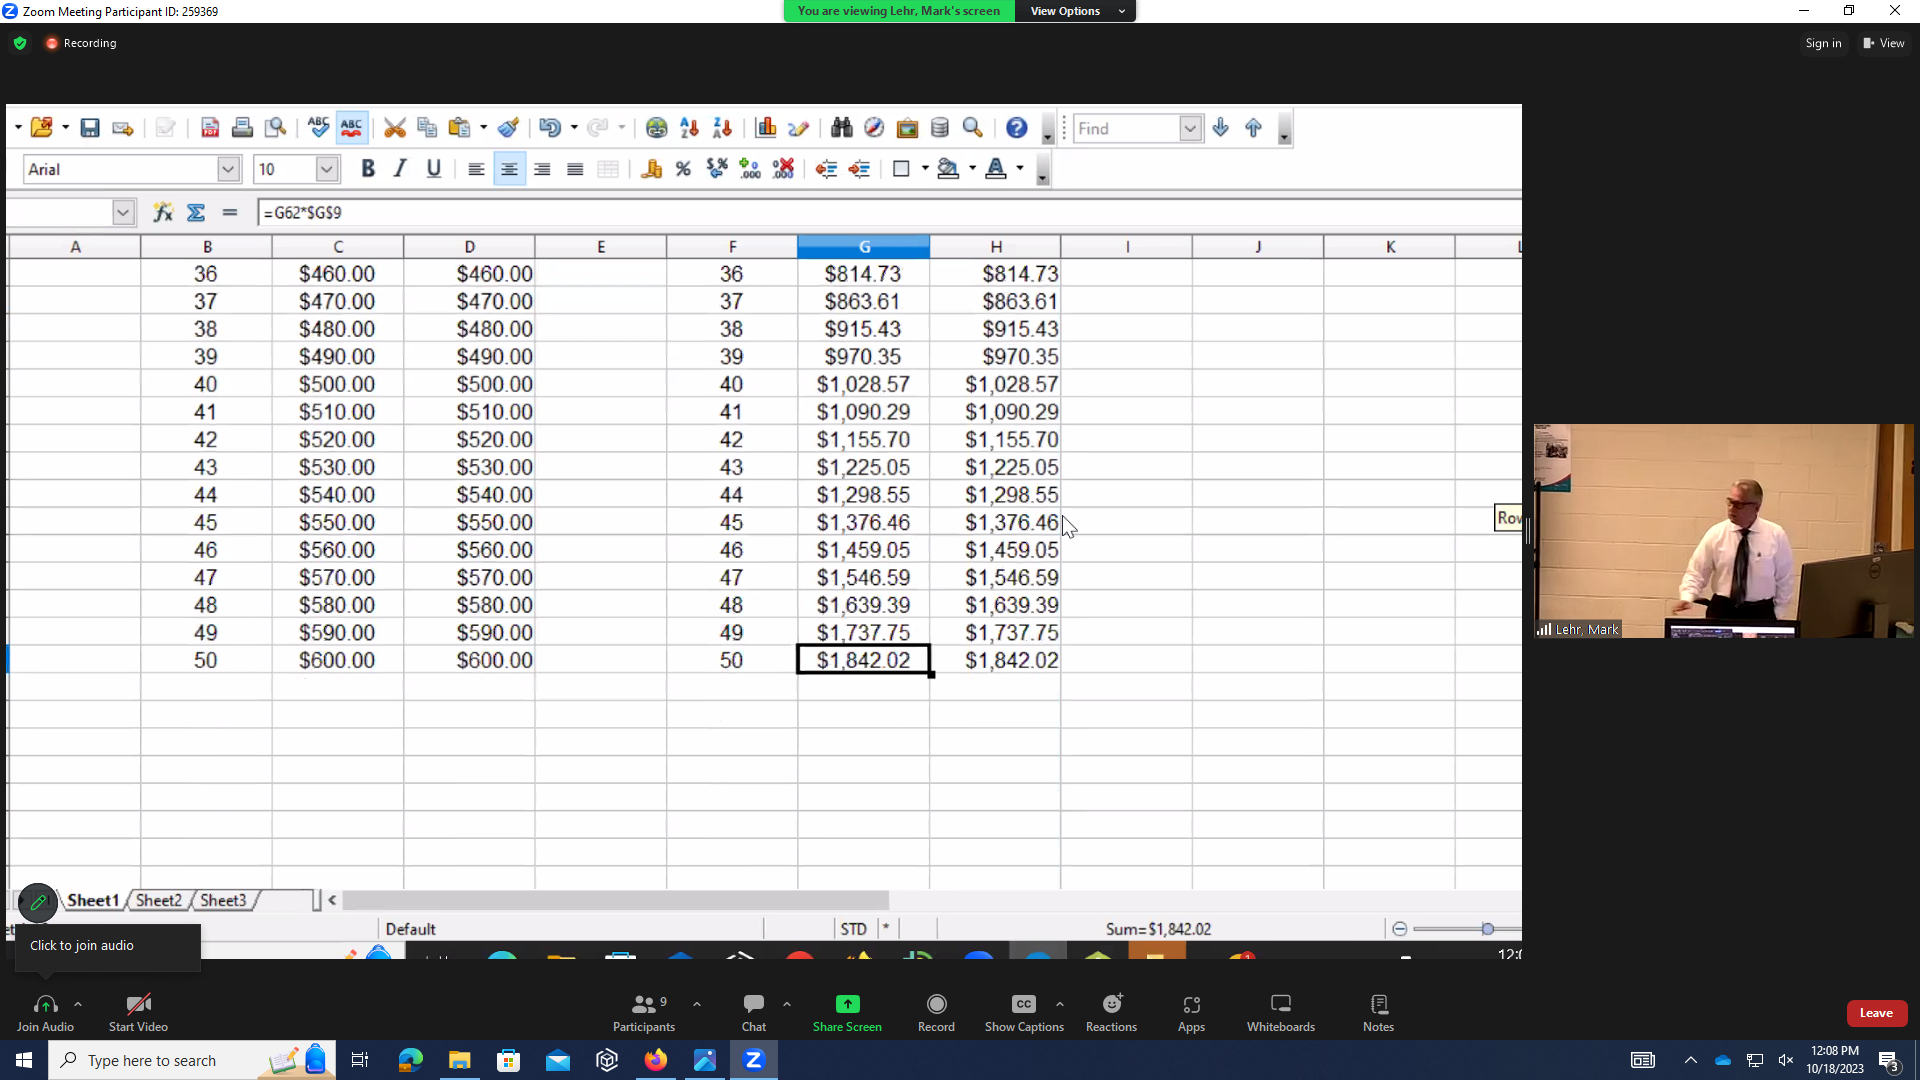 Zoom Meeting Participant ID: 259369
You are viewing Lehr, Mark's screen
View Options
Recording
Sign in
View
Find
Arial
10
=G62*$G$9
A B C D E F G H I J K L
36 $460.00 $460.00 36 $814.73 $814.73
37 $470.00 $470.00 37 $863.61 $863.61
38 $480.00 $480.00 38 $915.43 $915.43
39 $490.00 $490.00 39 $970.35 $970.35
40 $500.00 $500.00 40 $1,028.57 $1,028.57
41 $510.00 $510.00 41 $1,090.29 $1,090.29
42 $520.00 $520.00 42 $1,155.70 $1,155.70
43 $530.00 $530.00 43 $1,225.05 $1,225.05
44 $540.00 $540.00 44 $1,298.55 $1,298.55
45 $550.00 $550.00 45 $1,376.46 $1,376.46
46 $560.00 $560.00 46 $1,459.05 $1,459.05
47 $570.00 $570.00 47 $1,546.59 $1,546.59
48 $580.00 $580.00 48 $1,639.39 $1,639.39
49 $590.00 $590.00 49 $1,737.75 $1,737.75
50 $600.00 $600.00 50 $1,842.02 $1,842.02
Row
Lehr, Mark
Sheet1 Sheet2 Sheet3
Default
STD
*
Sum=$1,842.02
Click to join audio
Join Audio
Start Video
9
Participants
Chat
Share Screen
Record
CC
Show Captions
Reactions
Apps
Whiteboards
Notes
Leave
Type here to search
12:08 PM
10/18/2023
3